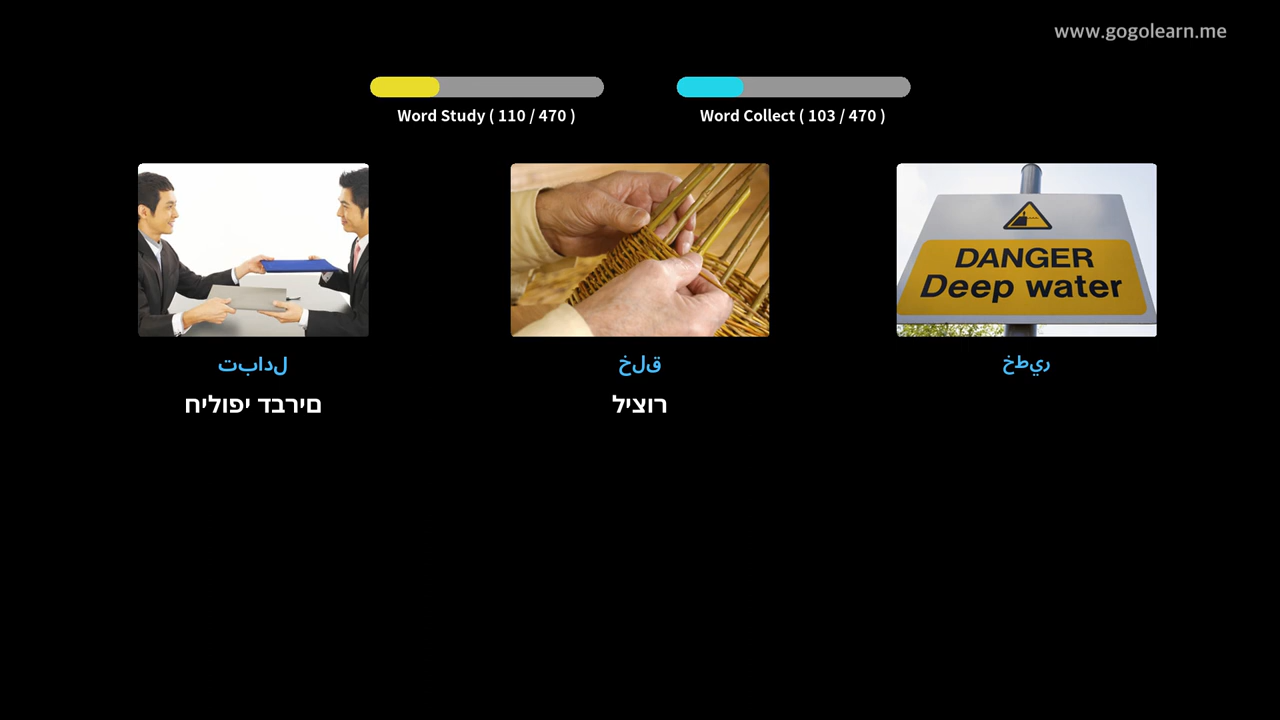 www.gogolearn.me
Word Study ( 110 / 470 )
Word Collect ( 103 / 470 )
DANGER
Deep water
تبادل
خلق
خطير
חילופי דברים
ליצור